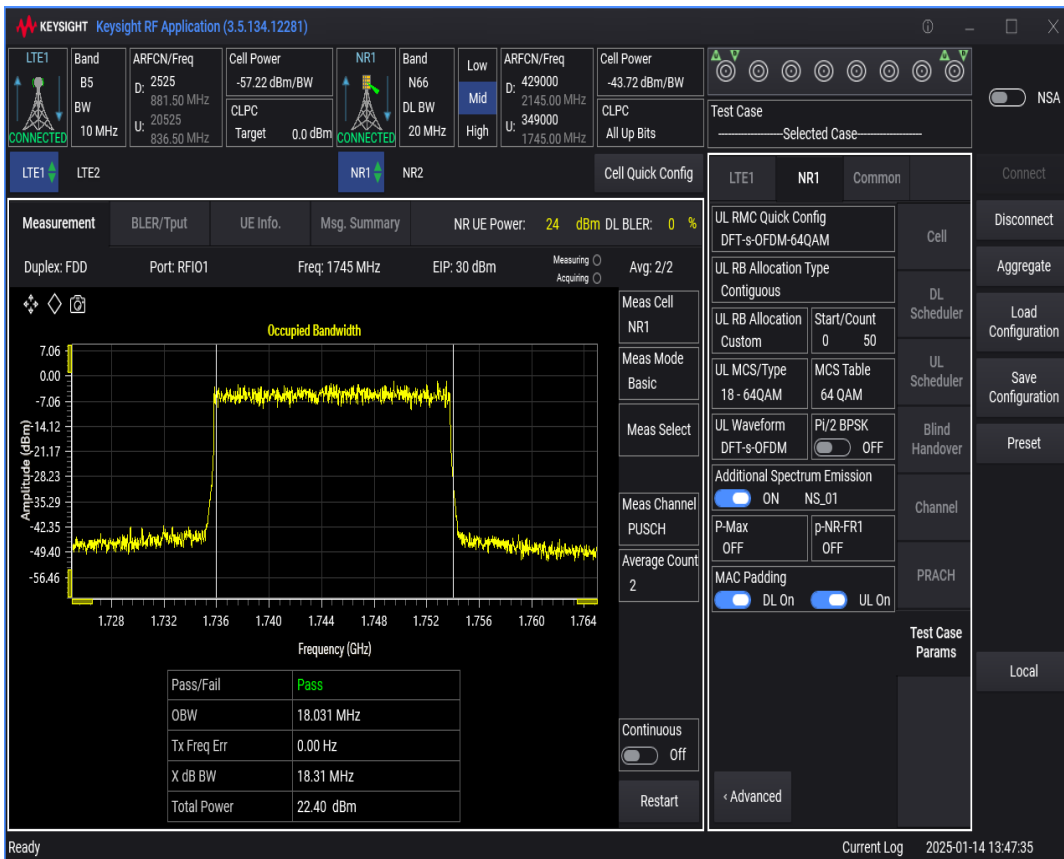 KEYSIGHT Keysight RF Application (3.5.134.12281)
LTE1
CONNECTED
Band
B5
BW
10 MHz
ARFCN/Freq
D: 2525
881.50 MHz
U: 20525
836.50 MHz
Cell Power
-57.22 dBm/BW
CLPC
Target 0.0 dBm
NR1
CONNECTED
Band
N66
DL BW
20 MHz
Low
Mid
High
ARFCN/Freq
D: 429000
2145.00 MHz
U: 349000
1745.00 MHz
Cell Power
-43.72 dBm/BW
CLPC
All Up Bits
Test Case
Selected Case
NSA
LTE1 LTE2
NR1 NR2
Cell Quick Config
Measurement BLER/Tput UE Info. Msg. Summary NR UE Power: 24 dBm DL BLER: 0 %
Duplex: FDD Port: RFIO1 Freq: 1745 MHz EIP: 30 dBm
Measuring
Acquiring
Avg: 2/2
Occupied Bandwidth
Amplitude (dBm)
7.06
0.00
-7.06
-14.12
-21.17
-28.23
-35.29
-42.35
-49.40
-56.46
1.728 1.732 1.736 1.740 1.744 1.748 1.752 1.756 1.760 1.764
Frequency (GHz)
Pass/Fail Pass
OBW 18.031 MHz
Tx Freq Err 0.00 Hz
X dB BW 18.31 MHz
Total Power 22.40 dBm
Meas Cell
NR1
Meas Mode
Basic
Meas Select
Meas Channel
PUSCH
Average Count
2
Continuous
Off
Restart
LTE1 NR1 Common
UL RMC Quick Config
DFT-s-OFDM-64QAM
UL RB Allocation Type
Contiguous
UL RB Allocation
Custom
Start/Count
0 50
UL MCS/Type
18 - 64QAM
MCS Table
64 QAM
UL Waveform
DFT-s-OFDM
Pi/2 BPSK
OFF
Additional Spectrum Emission
ON NS_01
P-Max
OFF
p-NR-FR1
OFF
MAC Padding
DL On UL On
‹ Advanced
Cell
DL
Scheduler
UL
Scheduler
Blind
Handover
Channel
PRACH
Test Case
Params
Connect
Disconnect
Aggregate
Load
Configuration
Save
Configuration
Preset
Local
Ready
Current Log 2025-01-14 13:47:35